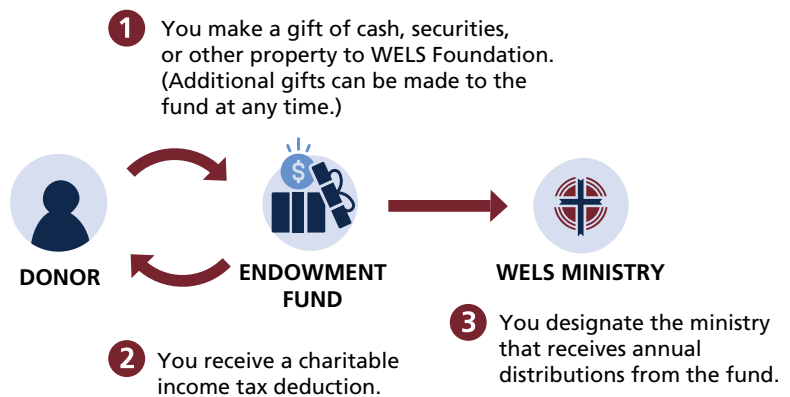 1 You make a gift of cash, securities,
or other property to WELS Foundation.
(Additional gifts can be made to the
fund at any time.)
$
DONOR
ENDOWMENT
FUND
WELS MINISTRY
2 You receive a charitable
income tax deduction.
3 You designate the ministry
that receives annual
distributions from the fund.